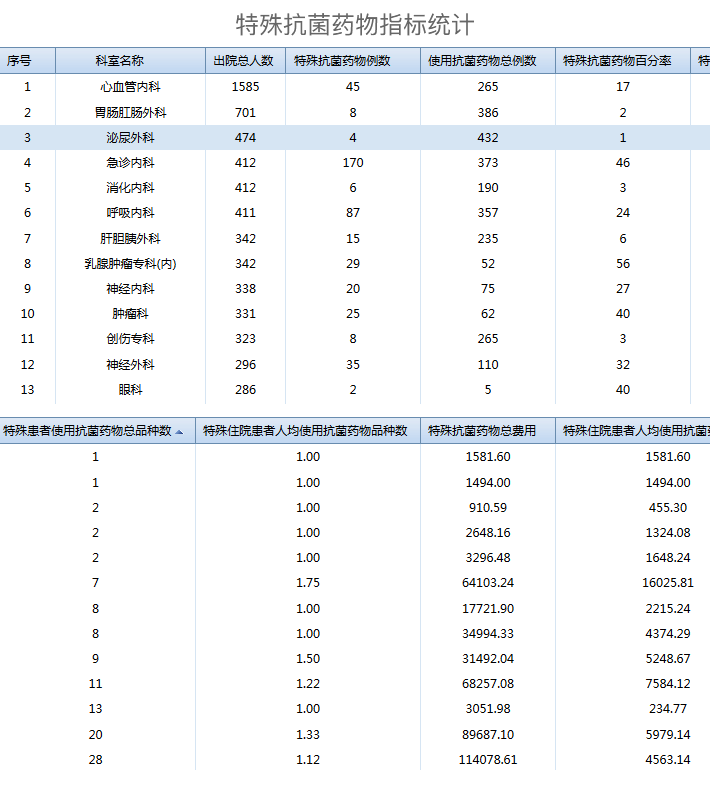 特殊抗菌药物指标统计
序号 科室名称 出院总人数 特殊抗菌药物例数 使用抗菌药物总例数 特殊抗菌药物百分率 特
1 心血管内科 1585 45 265 17
2 胃肠肛肠外科 701 8 386 2
3 泌尿外科 474 4 432 1
4 急诊内科 412 170 373 46
5 消化内科 412 6 190 3
6 呼吸内科 411 87 357 24
7 肝胆胰外科 342 15 235 6
8 乳腺肿瘤专科(内) 342 29 52 56
9 神经内科 338 20 75 27
10 肿瘤科 331 25 62 40
11 创伤专科 323 8 265 3
12 神经外科 296 35 110 32
13 眼科 286 2 5 40
特殊患者使用抗菌药物总品种数 特殊住院患者人均使用抗菌药物品种数 特殊抗菌药物总费用 特殊住院患者人均使用抗菌
1 1.00 1581.60 1581.60
1 1.00 1494.00 1494.00
2 1.00 910.59 455.30
2 1.00 2648.16 1324.08
2 1.00 3296.48 1648.24
7 1.75 64103.24 16025.81
8 1.00 17721.90 2215.24
8 1.00 34994.33 4374.29
9 1.50 31492.04 5248.67
11 1.22 68257.08 7584.12
13 1.00 3051.98 234.77
20 1.33 89687.10 5979.14
28 1.12 114078.61 4563.14